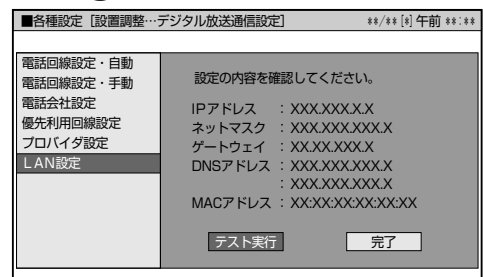 ■各種設定［設置調整…デジタル放送通信設定］ **/**[*]午前 **:**
電話回線設定・自動
電話回線設定・手動
電話会社設定
優先利用回線設定
プロバイダ設定
ＬＡＮ設定
設定の内容を確認してください。
IPアドレス ：XXX.XXX.X.X
ネットマスク ：XXX.XXX.XXX.X
ゲートウェイ ：XX.XX.XXX.X
DNSアドレス ：XXX.XXX.XXX.X
：XXX.XXX.XXX.X
MACアドレス ：XX:XX:XX:XX:XX:XX
テスト実行 完了